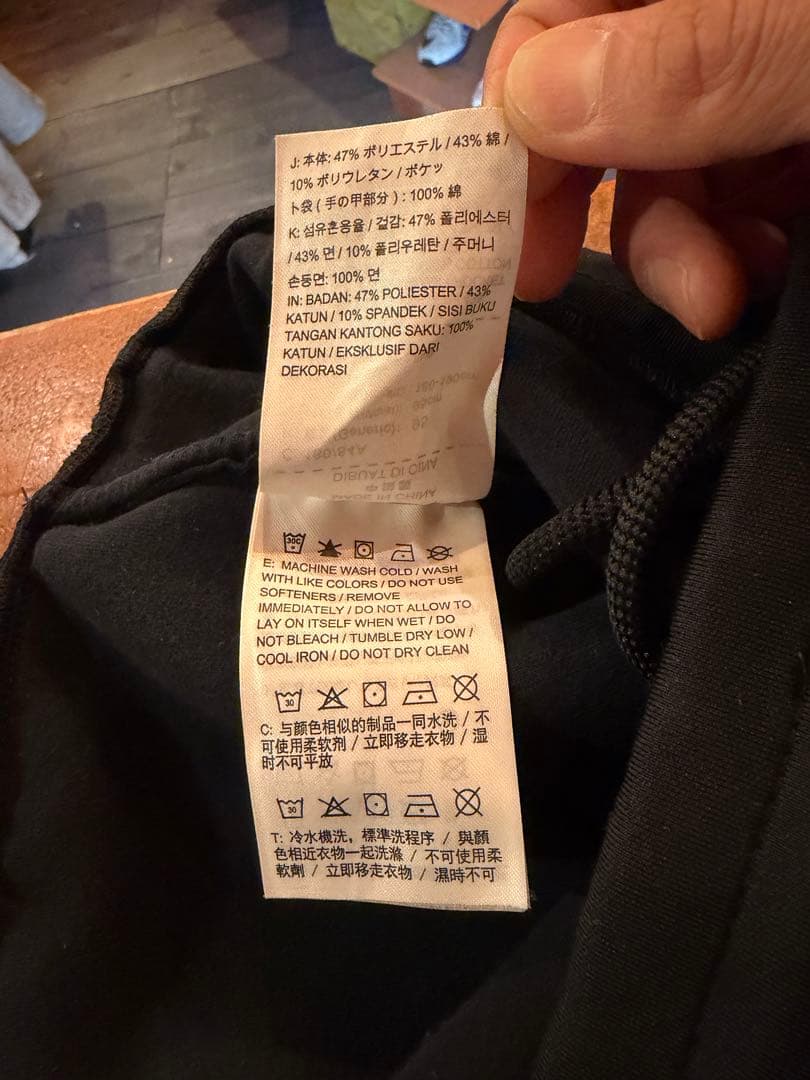 J: 本体: 47% ポリエステル / 43% 綿 /
10% ポリウレタン / ポケッ
ト袋 ( 手の甲部分 ) : 100% 綿
K: 섬유혼용율 / 겉감: 47% 폴리에스터
/ 43% 면 / 10% 폴리우레탄 / 주머니
손등면: 100% 면
IN: BADAN: 47% POLIESTER / 43%
KATUN / 10% SPANDEK / SISI BUKU
TANGAN KANTONG SAKU: 100%
KATUN / EKSKLUSIF DARI
DEKORASI
DIBUAT DI CINA
MADE IN CHINA
30C
E: MACHINE WASH COLD / WASH
WITH LIKE COLORS / DO NOT USE
SOFTENERS / REMOVE
IMMEDIATELY / DO NOT ALLOW TO
LAY ON ITSELF WHEN WET / DO
NOT BLEACH / TUMBLE DRY LOW /
COOL IRON / DO NOT DRY CLEAN
30
C: 与颜色相似的制品一同水洗 / 不
可使用柔软剂 / 立即移走衣物 / 湿
时不可平放
30
T: 冷水機洗，標準洗程序 / 與顏
色相近衣物一起洗滌 / 不可使用柔
軟劑 / 立即移走衣物 / 濕時不可